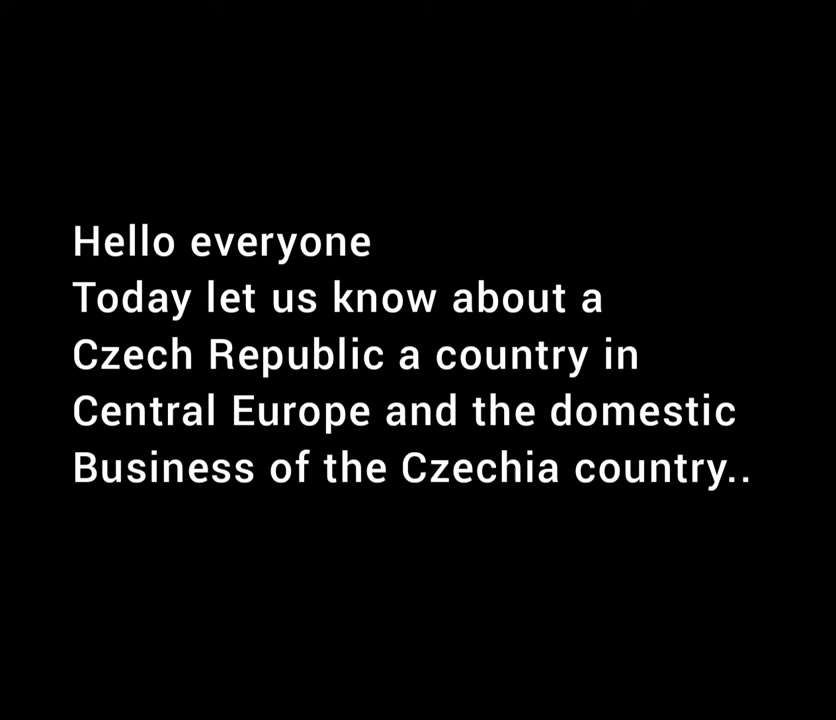 Hello everyone
Today let us know about a
Czech Republic a country in
Central Europe and the domestic
Business of the Czechia country..